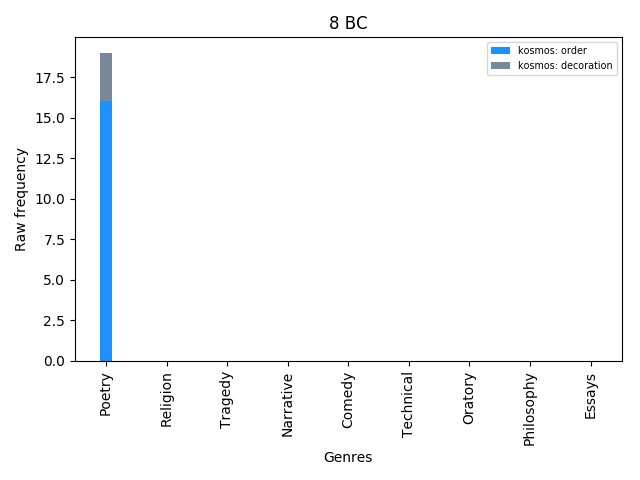 8 BC
kosmos: order
kosmos: decoration
Raw frequency
17.5
15.0
12.5
10.0
7.5
5.0
2.5
0.0
Poetry
Religion
Tragedy
Narrative
Comedy
Technical
Oratory
Philosophy
Essays
Genres